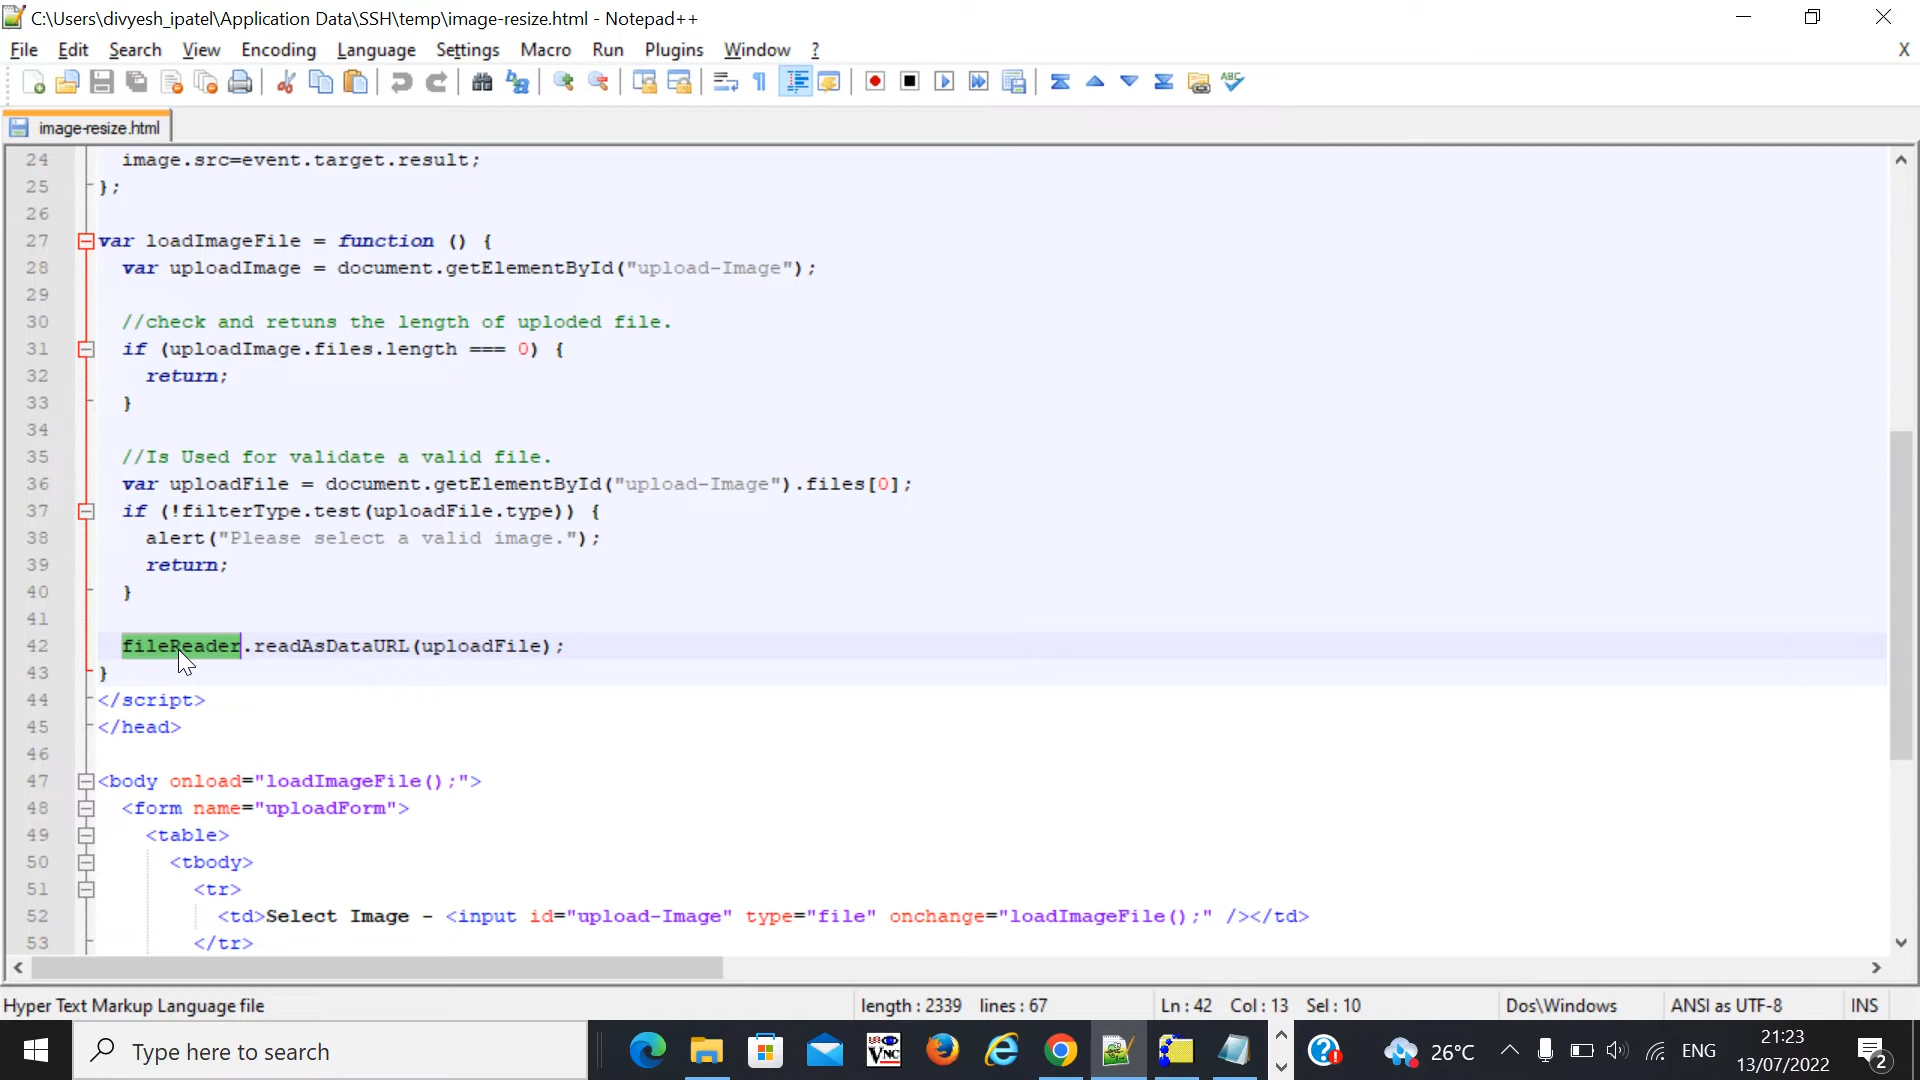 C:\Users\divyesh_ipatel\Application Data\SSH\temp\image-resize.html - Notepad++
File Edit Search View Encoding Language Settings Macro Run Plugins Window ?
X
image-resize.html
24 image.src=event.target.result;
25 };
26
27 var loadImageFile = function () {
28 var uploadImage = document.getElementById("upload-Image");
29
30 //check and retuns the length of uploded file.
31 if (uploadImage.files.length === 0) {
32 return;
33 }
34
35 //Is Used for validate a valid file.
36 var uploadFile = document.getElementById("upload-Image").files[0];
37 if (!filterType.test(uploadFile.type)) {
38 alert("Please select a valid image.");
39 return;
40 }
41
42 fileReader.readAsDataURL(uploadFile);
43 }
44 </script>
45 </head>
46
47 <body onload="loadImageFile();">
48 <form name="uploadForm">
49 <table>
50 <tbody>
51 <tr>
52 <td>Select Image - <input id="upload-Image" type="file" onchange="loadImageFile();" /></td>
53 </tr>
Hyper Text Markup Language file length : 2339 lines : 67 Ln : 42 Col : 13 Sel : 10 Dos\Windows ANSI as UTF-8 INS
Type here to search
26°C ENG 21:23
13/07/2022
2